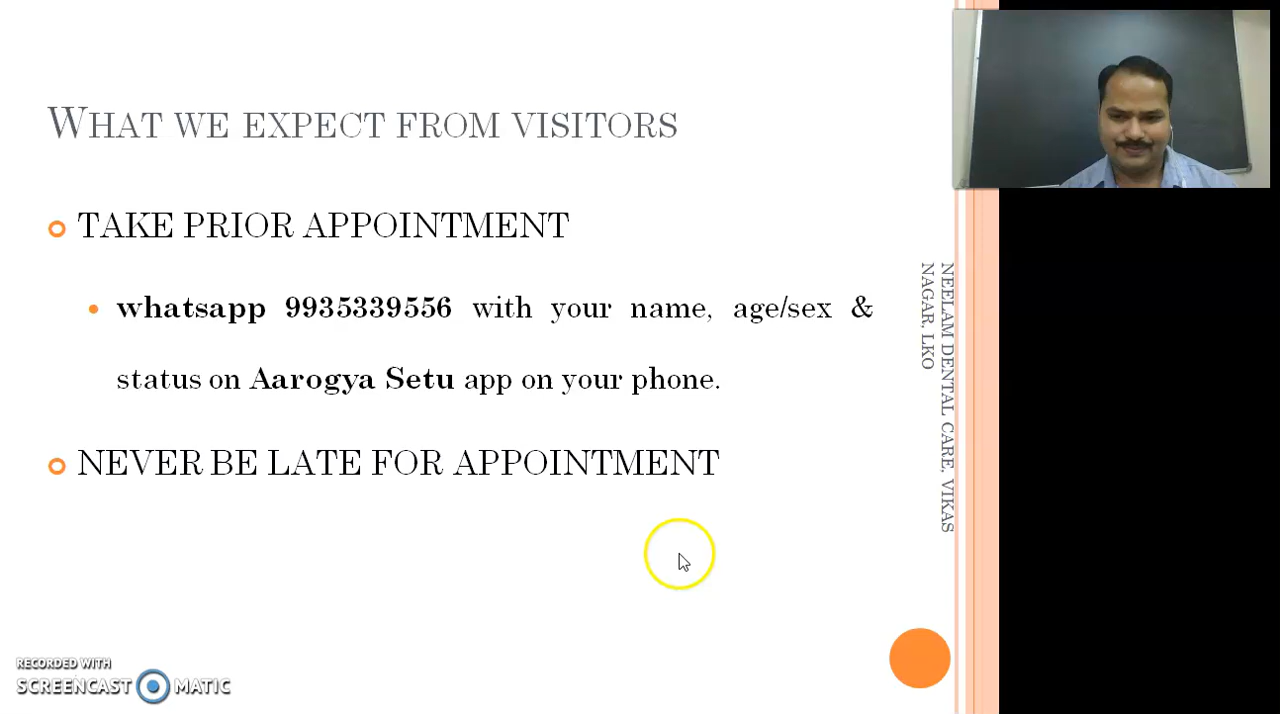 WHAT WE EXPECT FROM VISITORS
TAKE PRIOR APPOINTMENT
whatsapp 9935339556 with your name, age/sex &
status on Aarogya Setu app on your phone.
NEVER BE LATE FOR APPOINTMENT
NEELAM DENTAL CARE, VIKAS
NAGAR, LKO
RECORDED WITH
SCREENCAST MATIC